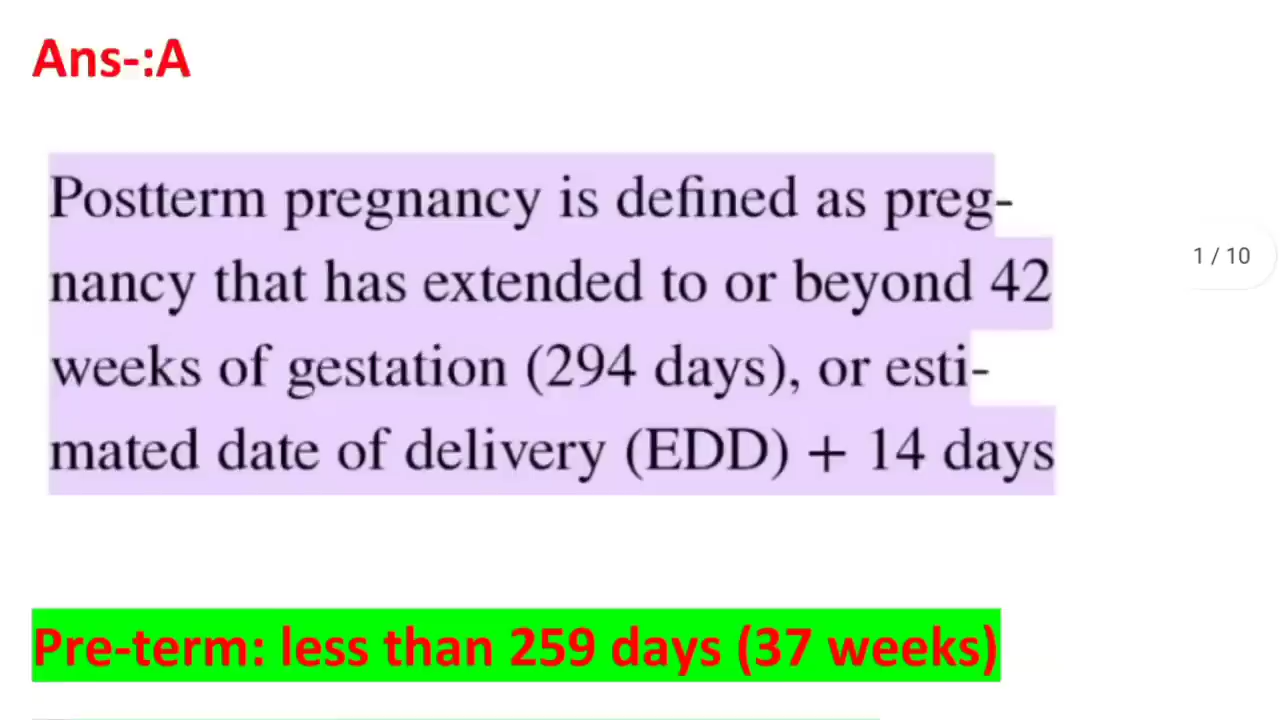 Ans-:A
Postterm pregnancy is defined as preg-
nancy that has extended to or beyond 42
weeks of gestation (294 days), or esti-
mated date of delivery (EDD) + 14 days
1 / 10
Pre-term: less than 259 days (37 weeks)